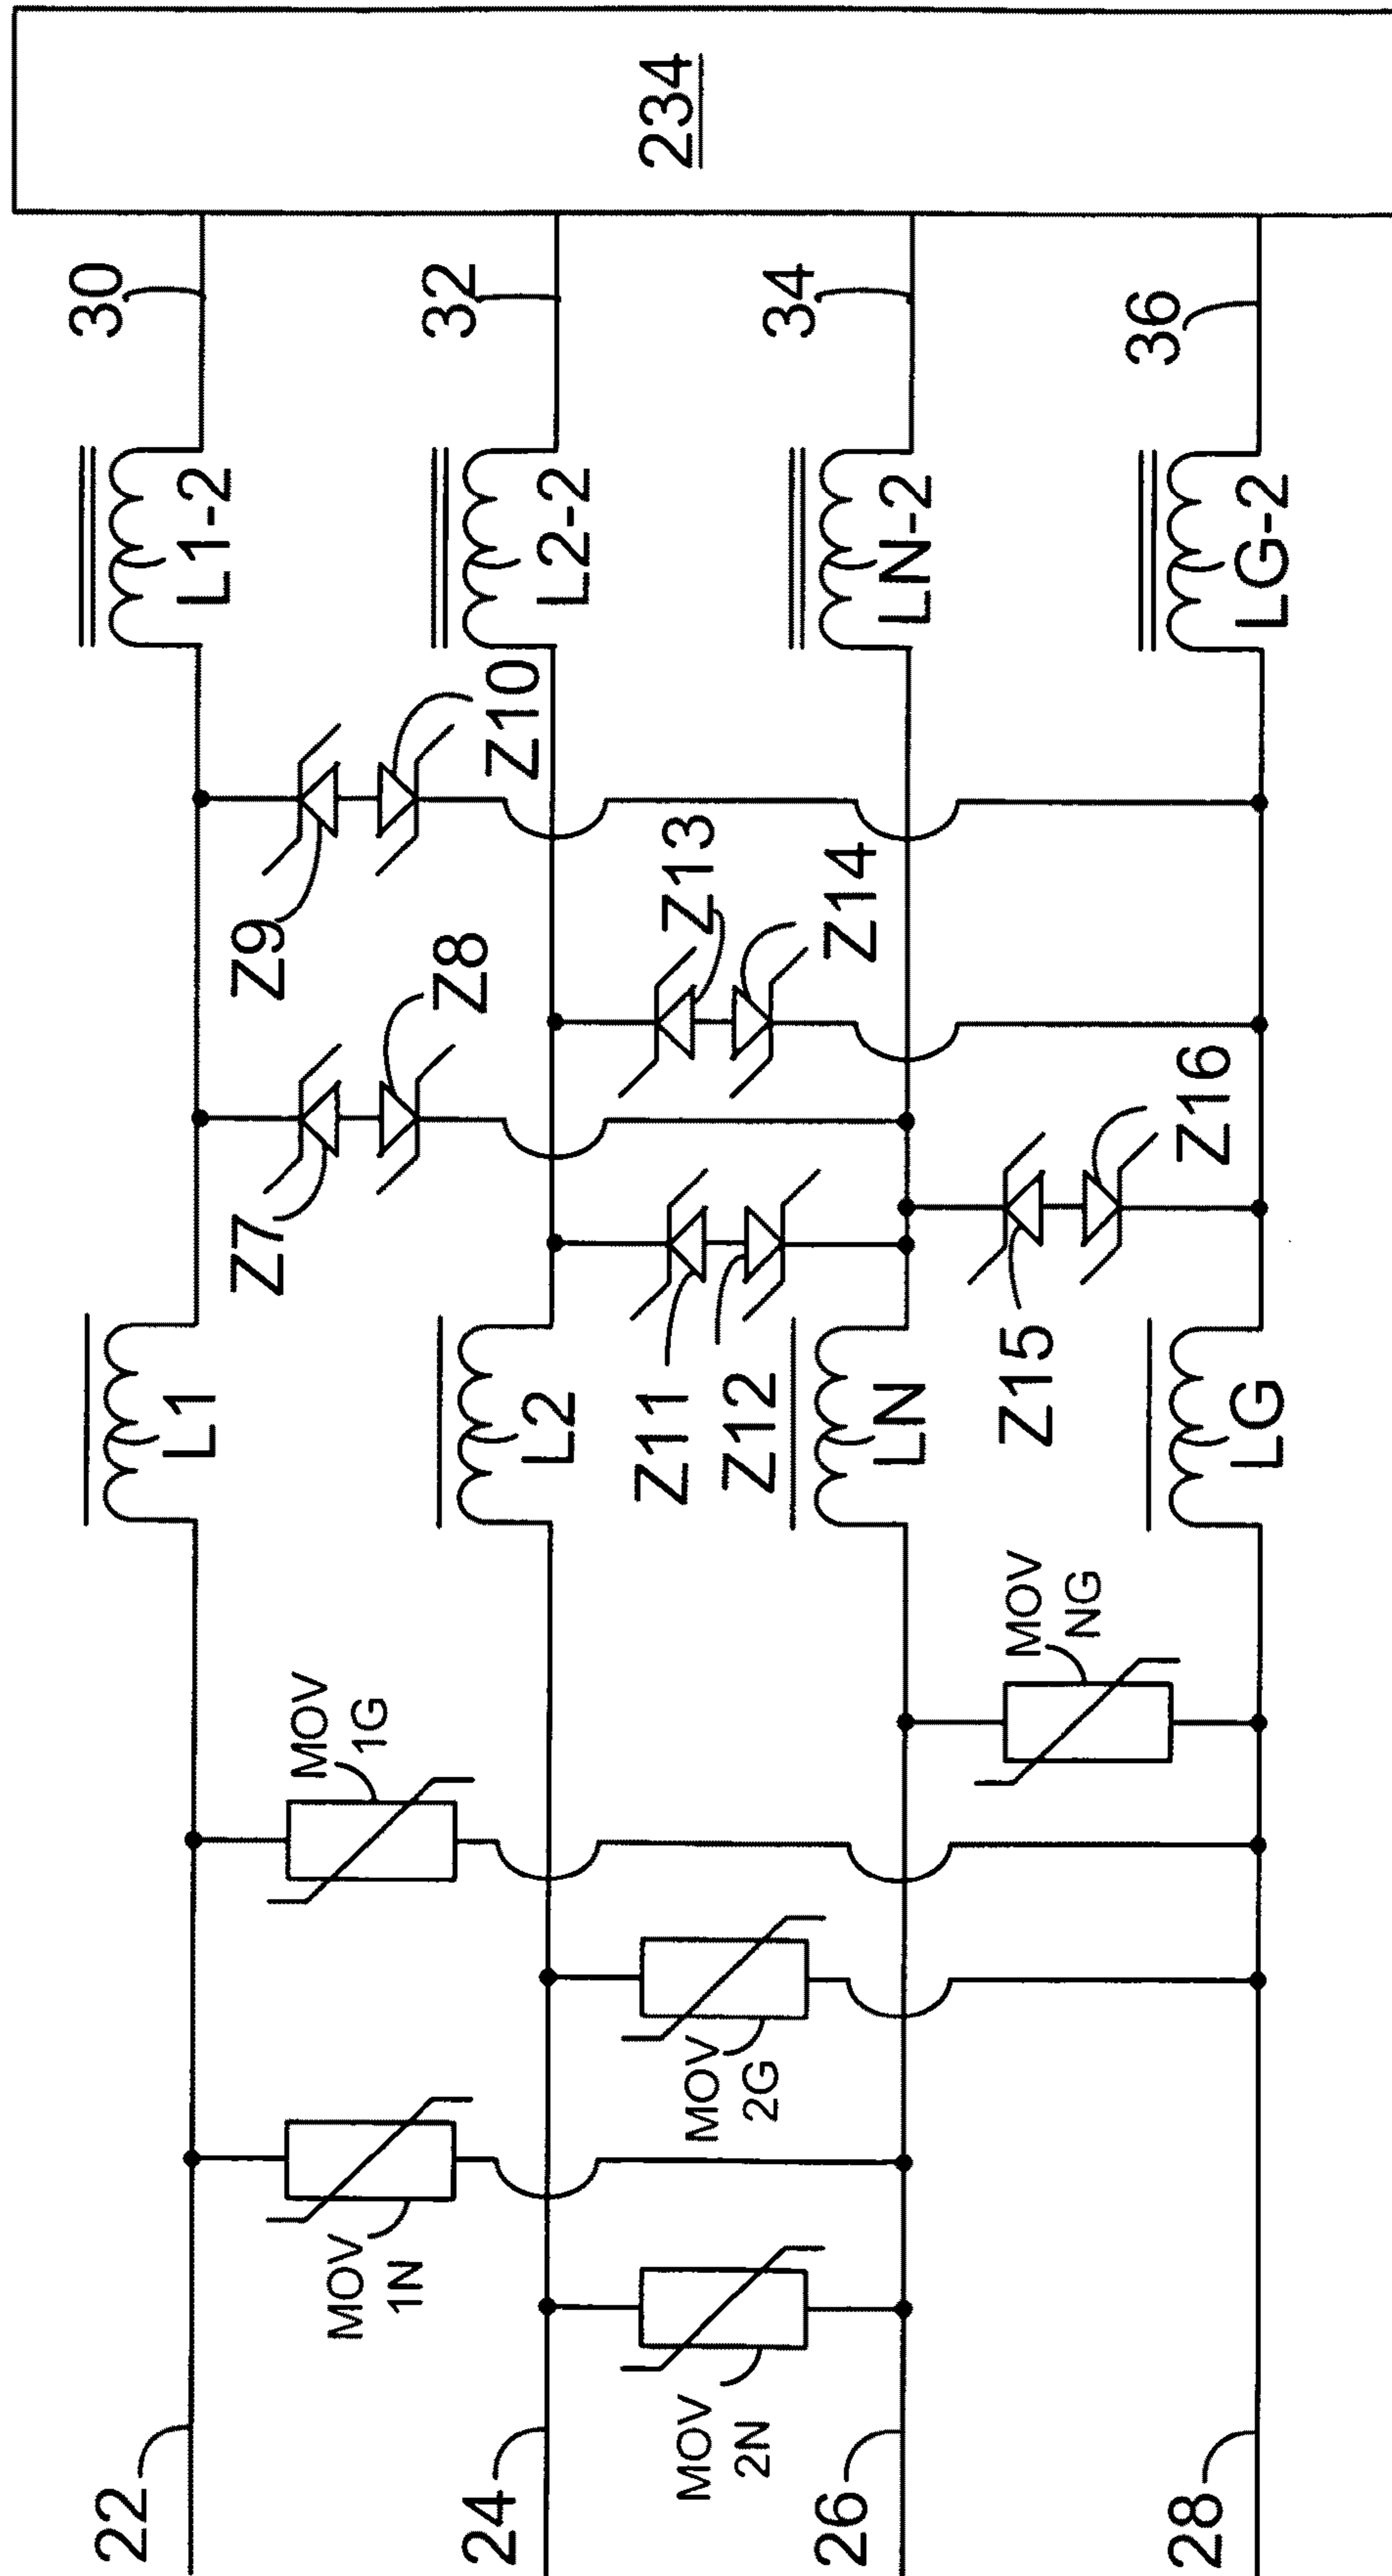 22
24
26
28
MOV
1N
MOV
2N
MOV
1G
MOV
2G
MOV
NG
L1
L2
LN
LG
Z7
Z8
Z9
Z10
Z11
Z12
Z13
Z14
Z15
Z16
L1-2
L2-2
LN-2
LG-2
30
32
34
36
234